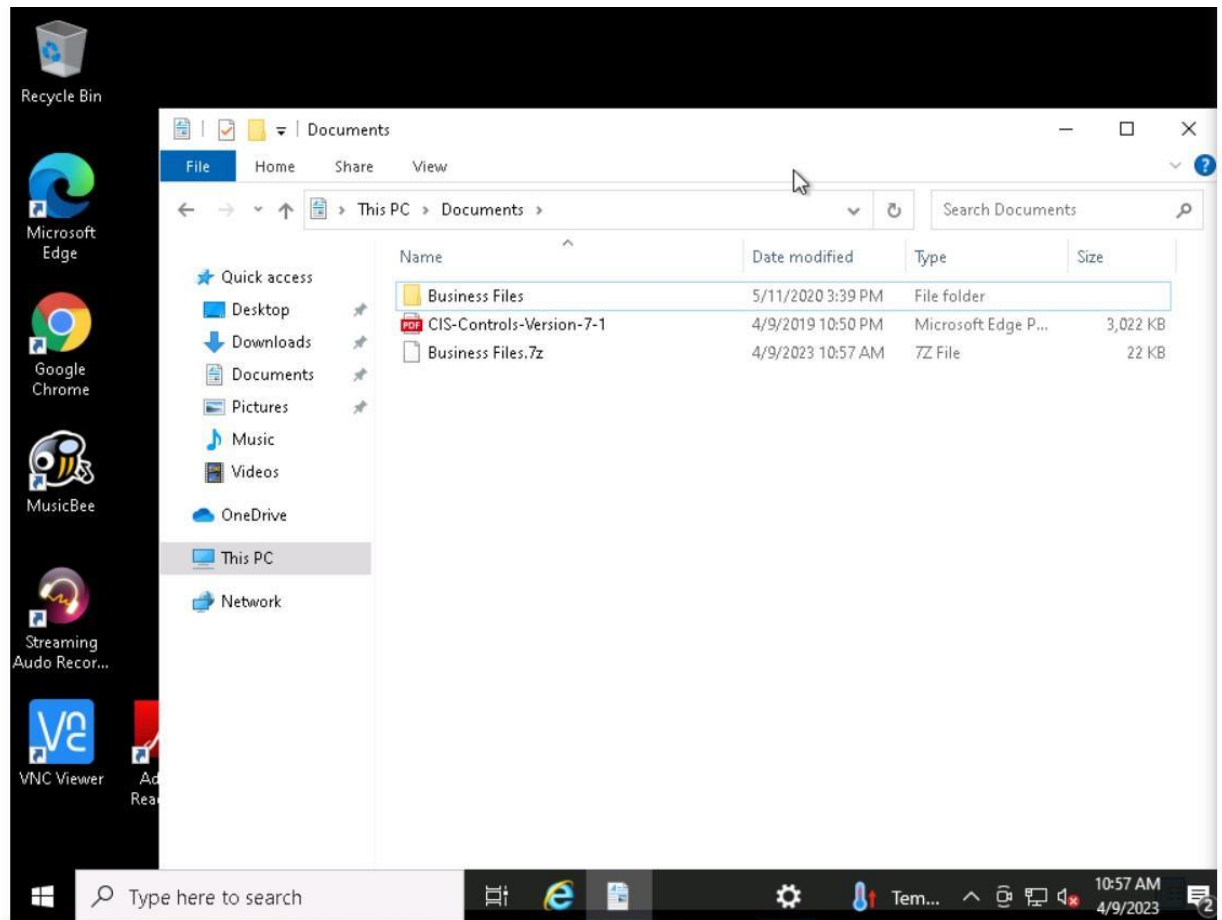 Recycle Bin
Documents
File Home Share View
This PC > Documents >
Search Documents
Microsoft
Edge
Name Date modified Type Size
Quick access
Business Files 5/11/2020 3:39 PM File folder
Desktop
CIS-Controls-Version-7-1 4/9/2019 10:50 PM Microsoft Edge P... 3,022 KB
PDF
Downloads
Business Files.7z 4/9/2023 10:57 AM 7Z File 22 KB
Google
Chrome
Documents
Pictures
Music
Videos
MusicBee
OneDrive
This PC
Network
Streaming
Audo Recor...
VNC Viewer
Ad
Rea
Type here to search
Tem...
10:57 AM
4/9/2023
2